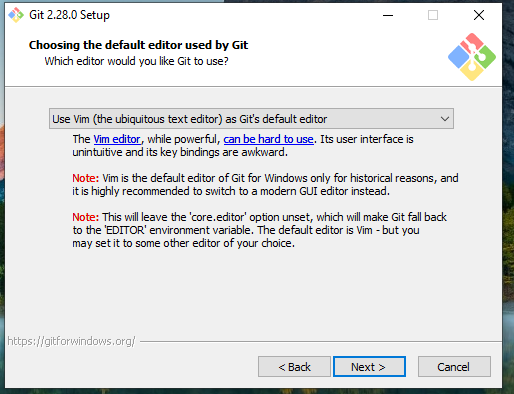 Git 2.28.0 Setup
Choosing the default editor used by Git
Which editor would you like Git to use?
Use Vim (the ubiquitous text editor) as Git's default editor
The Vim editor, while powerful, can be hard to use. Its user interface is
unintuitive and its key bindings are awkward.
Note: Vim is the default editor of Git for Windows only for historical reasons, and
it is highly recommended to switch to a modern GUI editor instead.
Note: This will leave the 'core.editor' option unset, which will make Git fall back
to the 'EDITOR' environment variable. The default editor is Vim - but you
may set it to some other editor of your choice.
https://gitforwindows.org/
< Back
Next >
Cancel